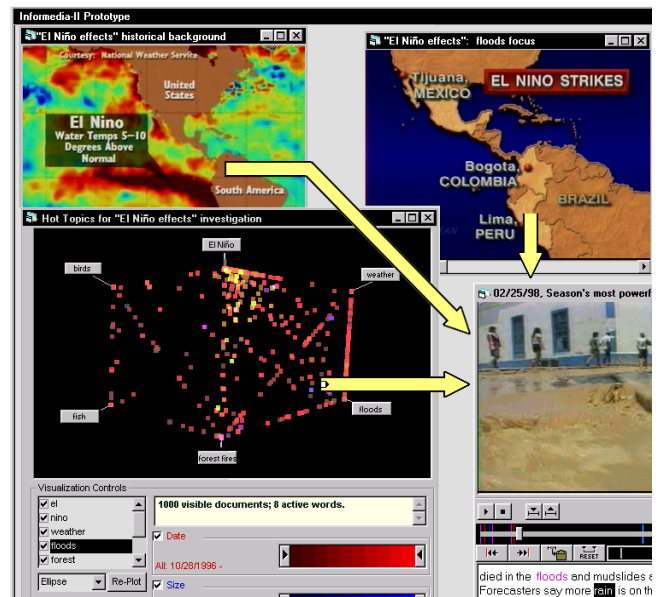 Informedia-II Prototype
"El Niño effects" historical background
Courtesy: National Weather Service
United
States
El Nino
Water Temps 5-10
Degrees Above
Normal
South America
"El Niño effects": floods focus
Tijuana,
MEXICO
EL NINO STRIKES
Bogota,
COLOMBIA
BRAZIL
Lima,
PERU
Hot Topics for "El Niño effects" investigation
El Niño
birds
weather
fish
floods
forest fires
02/25/98, Season's most powerf
Visualization Controls
el
nino
weather
floods
forest
Ellipse
Re-Plot
1000 visible documents; 8 active words.
Date
All: 10/28/1996 -
Size
RESET
died in the floods and mudslides a
Forecasters say more rain is on th